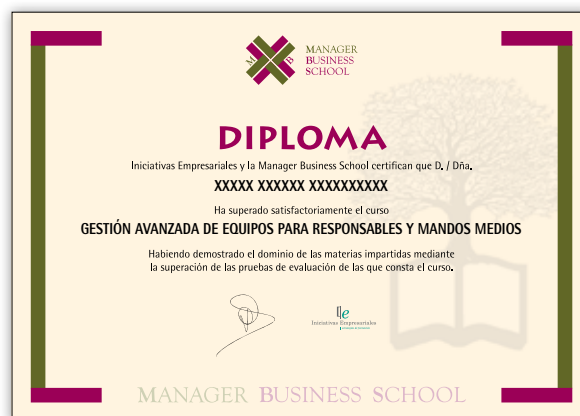 M B
MANAGER
BUSINESS
SCHOOL
DIPLOMA
Iniciativas Empresariales y la Manager Business School certifican que D. / Dña.
XXXXX XXXXXX XXXXXXXXXX
Ha superado satisfactoriamente el curso
GESTIÓN AVANZADA DE EQUIPOS PARA RESPONSABLES Y MANDOS MEDIOS
Habiendo demostrado el dominio de las materias impartidas mediante
la superación de las pruebas de evaluación de las que consta el curso.
Iniciativas Empresariales
MANAGER BUSINESS SCHOOL